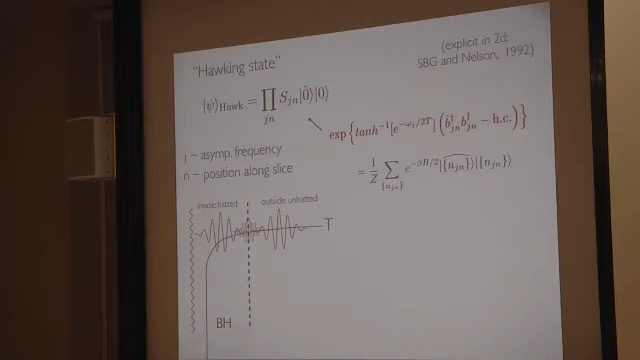 "Hawking state"
(explicit in 2d:
SBG and Nelson, 1992)
|ψ⟩_Hawk = ∏_{jn} S_{jn}|0̂⟩|0⟩
exp{tanh⁻¹[e^{−ω_j/2T}](b̂†_{jn}b†_{jn} − h.c.)}
j – asymp. frequency
n – position along slice
= 1/Z ∑_{{n_{jn}}} e^{−βH/2}|{n̂_{jn}}⟩|{n_{jn}}⟩
inside: hatted
outside: unhatted
T
BH